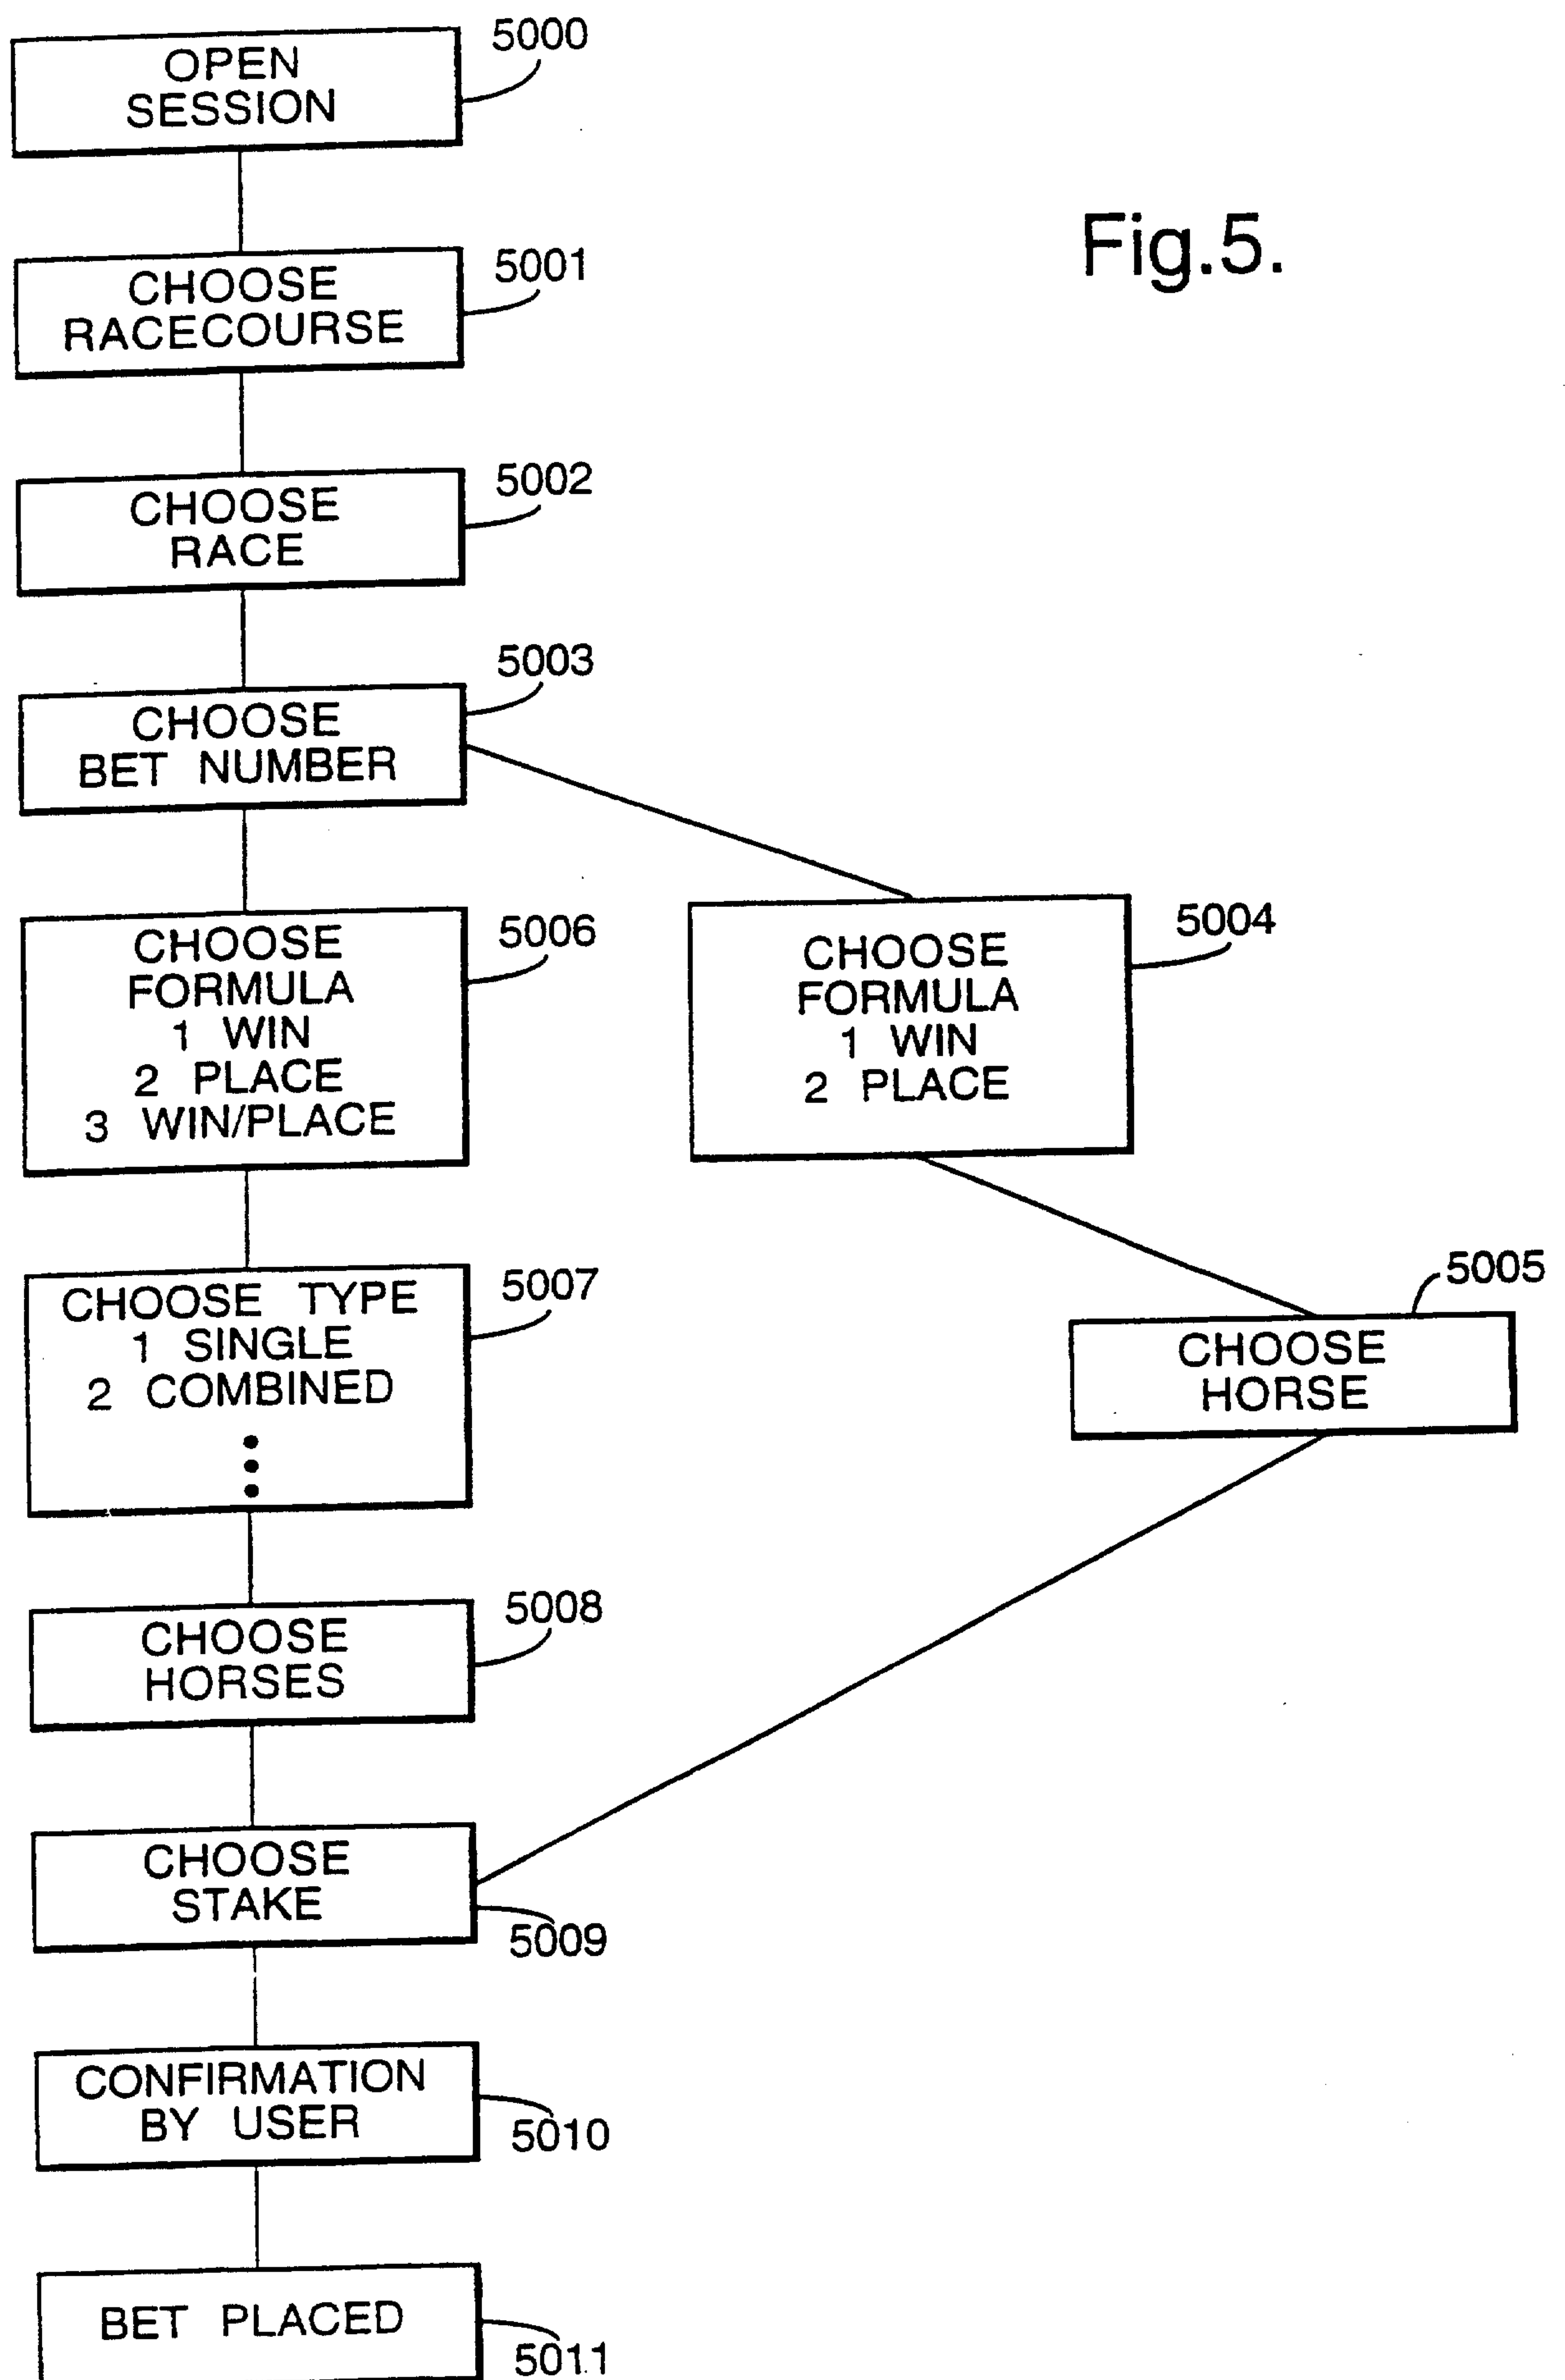 5000
OPEN
SESSION
Fig.5.
5001
CHOOSE
RACECOURSE
5002
CHOOSE
RACE
5003
CHOOSE
BET NUMBER
5006
CHOOSE
FORMULA
1 WIN
2 PLACE
3 WIN/PLACE
5004
CHOOSE
FORMULA
1 WIN
2 PLACE
5007
CHOOSE TYPE
1 SINGLE
2 COMBINED
5005
CHOOSE
HORSE
5008
CHOOSE
HORSES
CHOOSE
STAKE
5009
CONFIRMATION
BY USER
5010
BET PLACED
5011